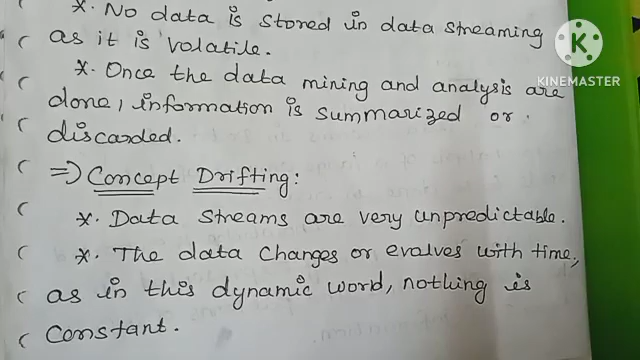 *. No data is stored in data streaming
as it is volatile.
*. Once the data mining and analysis are
done, information is summarized or
discarded.
=> Concept Drifting:
*. Data streams are very unpredictable.
*. The data changes or evolves with time,
as in this dynamic word, nothing is
constant.
KINEMASTER